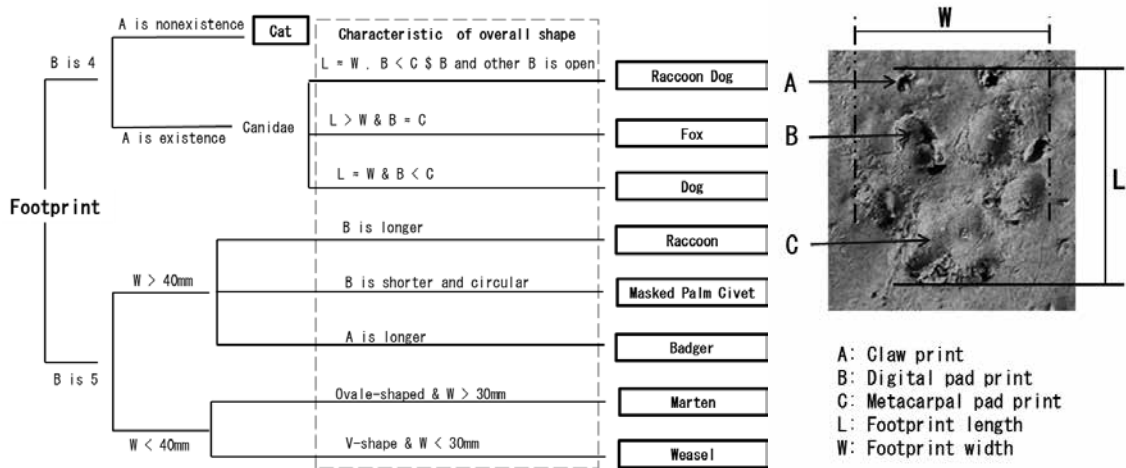 A is nonexistence
Cat
Characteristic of overall shape
B is 4
L = W . B < C $ B and other B is open
Raccoon Dog
A is existence
Canidae
L > W & B = C
Fox
L = W & B < C
Dog
Footprint
B is longer
Raccoon
W > 40mm
B is shorter and circular
Masked Palm Civet
A is longer
Badger
B is 5
Ovale-shaped & W > 30mm
Marten
W < 40mm
V-shape & W < 30mm
Weasel
W
A
B
L
C
A: Claw print
B: Digital pad print
C: Metacarpal pad print
L: Footprint length
W: Footprint width